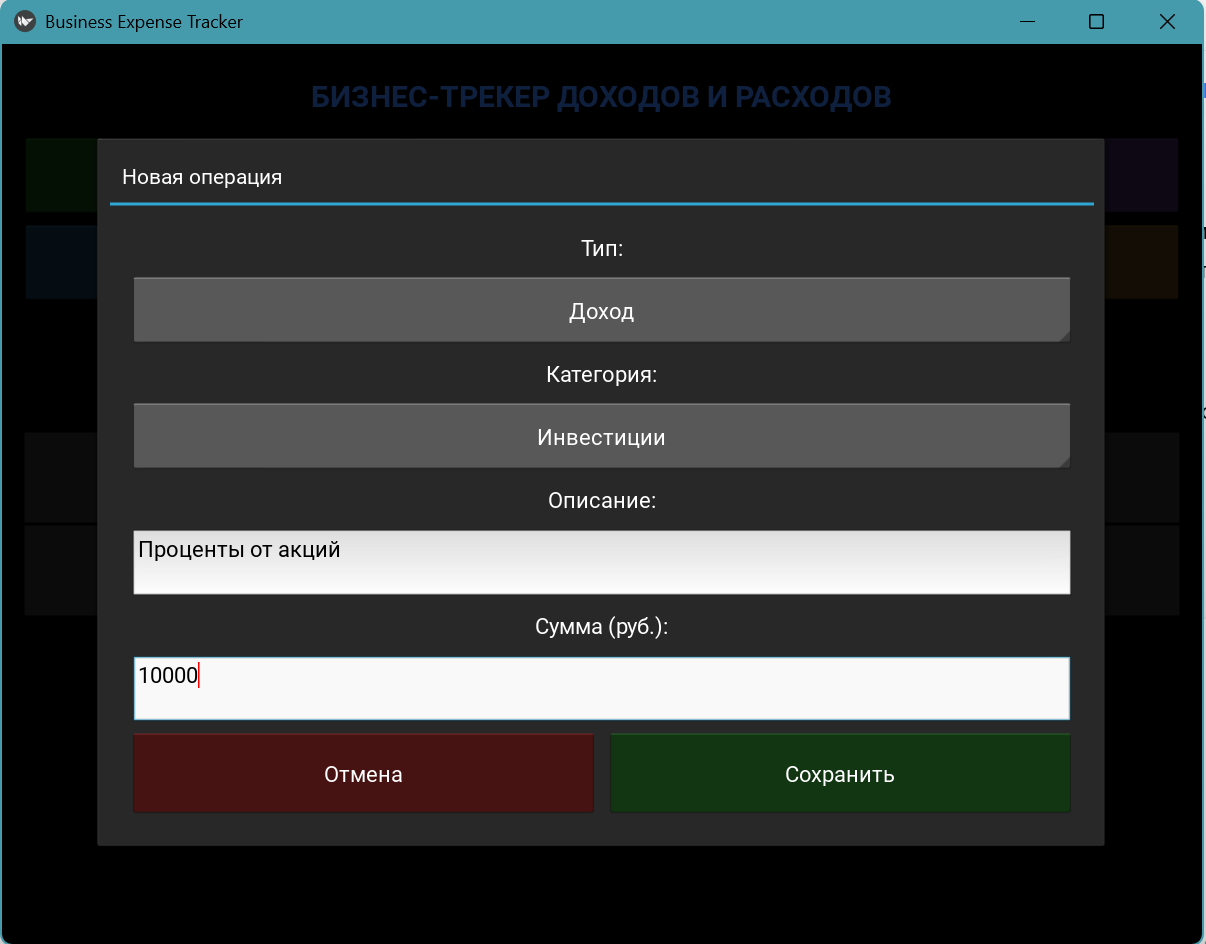 Business Expense Tracker
БИЗНЕС-ТРЕКЕР ДОХОДОВ И РАСХОДОВ
Новая операция
Тип:
Доход
Категория:
Инвестиции
Описание:
Проценты от акций
Сумма (руб.):
10000
Отмена
Сохранить